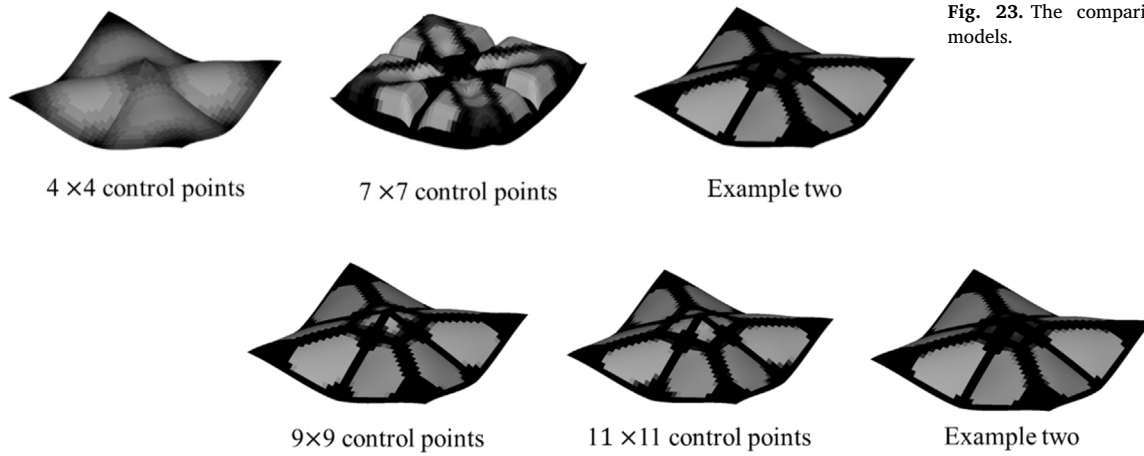 Fig. 23. The compari
models.
4 ×4 control points
7 ×7 control points
Example two
9×9 control points
11 ×11 control points
Example two